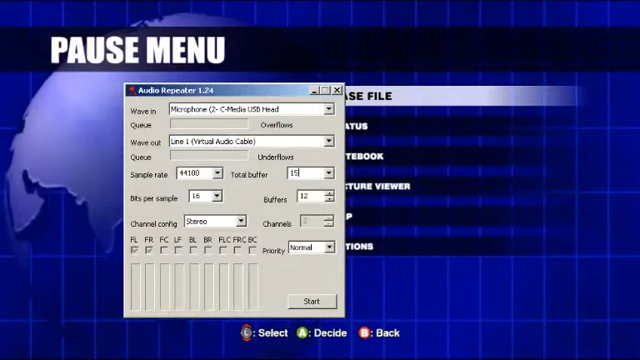 PAUSE MENU
Audio Repeater 1.24
Wave in
Microphone (2- C-Media USB Head
Queue
Overflows
Wave out
Line 1 (Virtual Audio Cable)
Queue
Underflows
Sample rate
44100
Total buffer
15
Bits per sample
16
Buffers
12
Channel config
Stereo
Channels
2
FL FR FC LF BL BR FLC FRC BC
Priority
Normal
Start
ASE FILE
ATUS
TEBOOK
CTURE VIEWER
P
TIONS
L: Select A: Decide B: Back